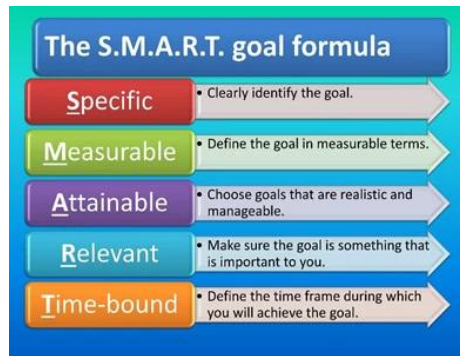 The S.M.A.R.T. goal formula
Specific
• Clearly identify the goal.
Measurable
• Define the goal in measurable terms.
Attainable
• Choose goals that are realistic and
manageable.
Relevant
• Make sure the goal is something that
is important to you.
Time-bound
• Define the time frame during which
you will achieve the goal.